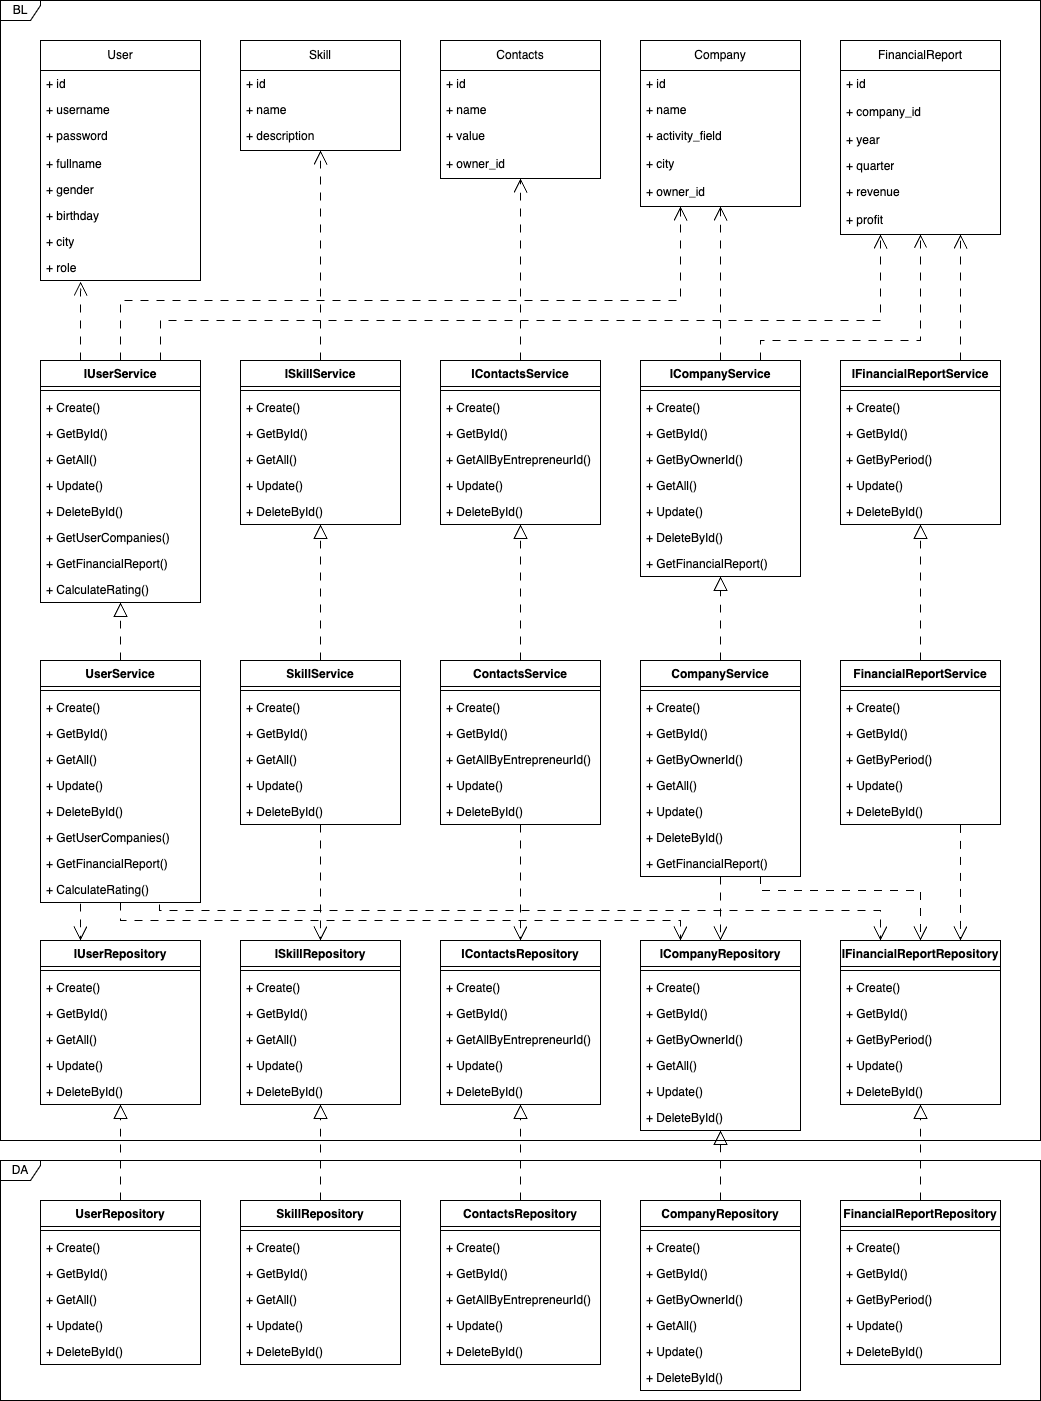 BL
User
+ id
+ username
+ password
+ fullname
+ gender
+ birthday
+ city
+ role
Skill
+ id
+ name
+ description
Contacts
+ id
+ name
+ value
+ owner_id
Company
+ id
+ name
+ activity_field
+ city
+ owner_id
FinancialReport
+ id
+ company_id
+ year
+ quarter
+ revenue
+ profit
IUserService
+ Create()
+ GetById()
+ GetAll()
+ Update()
+ DeleteById()
+ GetUserCompanies()
+ GetFinancialReport()
+ CalculateRating()
ISkillService
+ Create()
+ GetById()
+ GetAll()
+ Update()
+ DeleteById()
IContactsService
+ Create()
+ GetById()
+ GetAllByEntrepreneurId()
+ Update()
+ DeleteById()
ICompanyService
+ Create()
+ GetById()
+ GetByOwnerId()
+ GetAll()
+ Update()
+ DeleteById()
+ GetFinancialReport()
IFinancialReportService
+ Create()
+ GetById()
+ GetByPeriod()
+ Update()
+ DeleteById()
UserService
+ Create()
+ GetById()
+ GetAll()
+ Update()
+ DeleteById()
+ GetUserCompanies()
+ GetFinancialReport()
+ CalculateRating()
SkillService
+ Create()
+ GetById()
+ GetAll()
+ Update()
+ DeleteById()
ContactsService
+ Create()
+ GetById()
+ GetAllByEntrepreneurId()
+ Update()
+ DeleteById()
CompanyService
+ Create()
+ GetById()
+ GetByOwnerId()
+ GetAll()
+ Update()
+ DeleteById()
+ GetFinancialReport()
FinancialReportService
+ Create()
+ GetById()
+ GetByPeriod()
+ Update()
+ DeleteById()
IUserRepository
+ Create()
+ GetById()
+ GetAll()
+ Update()
+ DeleteById()
ISkillRepository
+ Create()
+ GetById()
+ GetAll()
+ Update()
+ DeleteById()
IContactsRepository
+ Create()
+ GetById()
+ GetAllByEntrepreneurId()
+ Update()
+ DeleteById()
ICompanyRepository
+ Create()
+ GetById()
+ GetByOwnerId()
+ GetAll()
+ Update()
+ DeleteById()
IFinancialReportRepository
+ Create()
+ GetById()
+ GetByPeriod()
+ Update()
+ DeleteById()
DA
UserRepository
+ Create()
+ GetById()
+ GetAll()
+ Update()
+ DeleteById()
SkillRepository
+ Create()
+ GetById()
+ GetAll()
+ Update()
+ DeleteById()
ContactsRepository
+ Create()
+ GetById()
+ GetAllByEntrepreneurId()
+ Update()
+ DeleteById()
CompanyRepository
+ Create()
+ GetById()
+ GetByOwnerId()
+ GetAll()
+ Update()
+ DeleteById()
FinancialReportRepository
+ Create()
+ GetById()
+ GetByPeriod()
+ Update()
+ DeleteById()